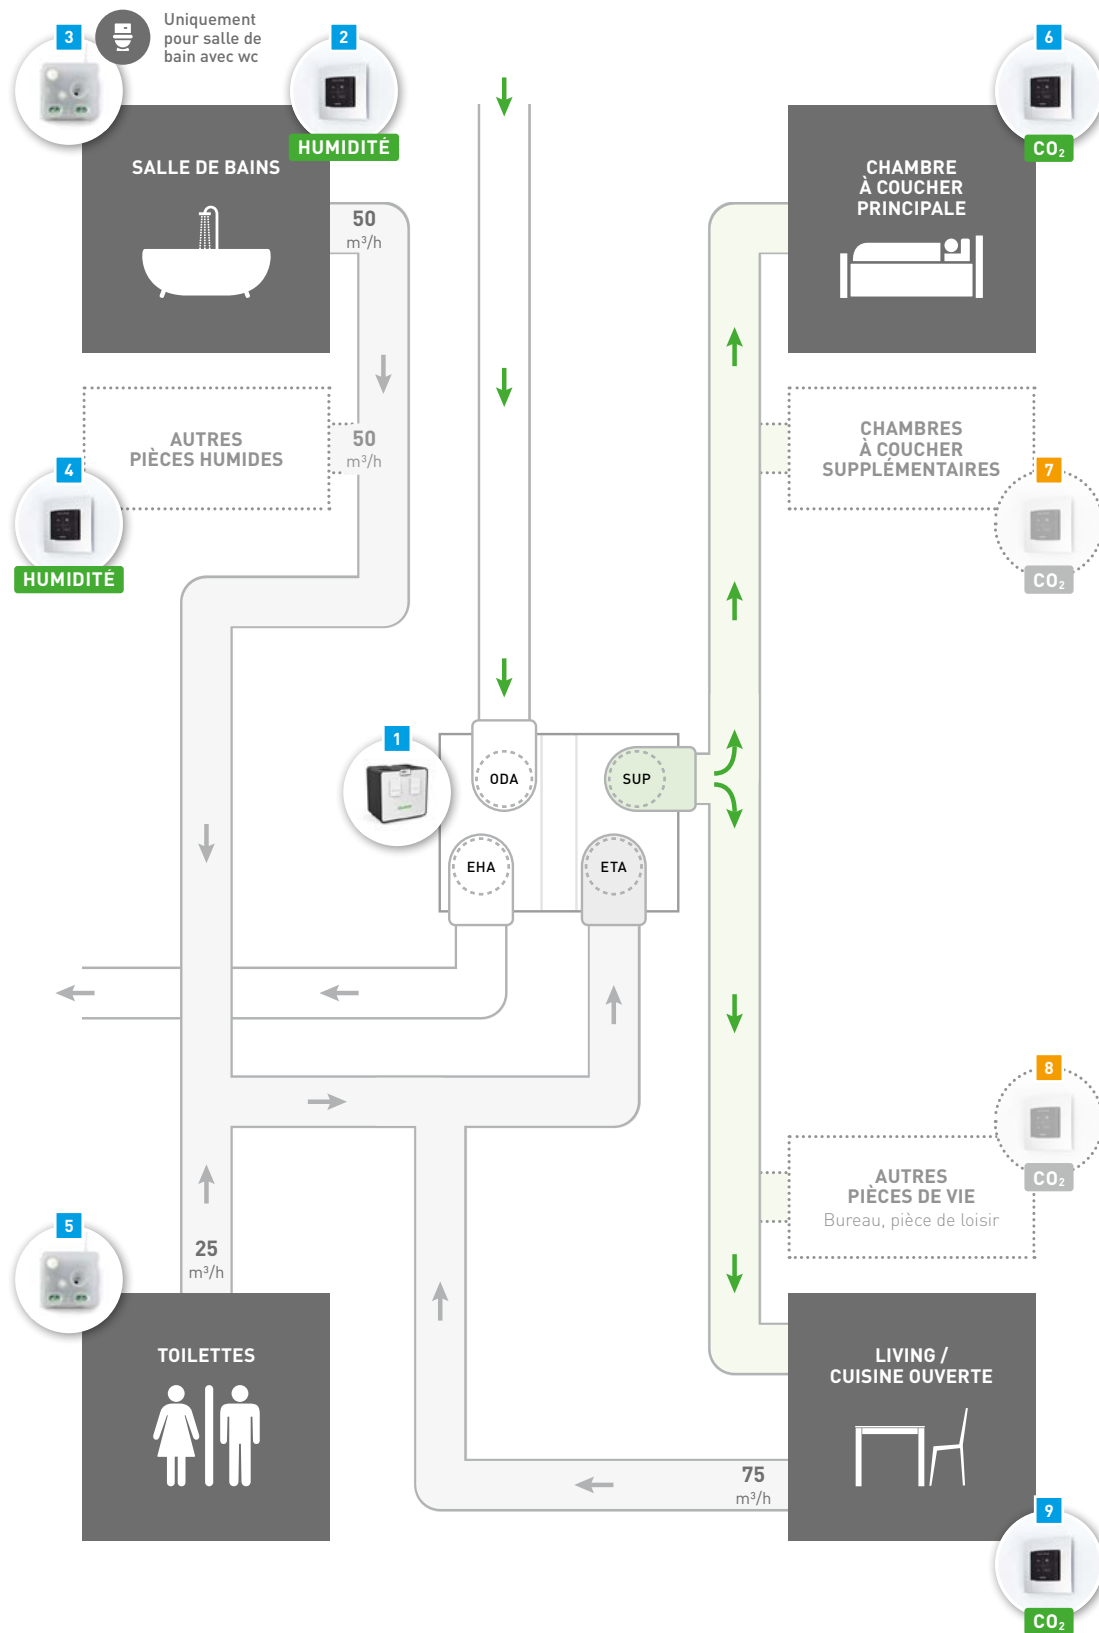 3
Uniquement
pour salle de
bain avec wc
2
HUMIDITÉ
SALLE DE BAINS
50
m³/h
6
CO₂
CHAMBRE
À COUCHER
PRINCIPALE
AUTRES
PIÈCES HUMIDES
50
m³/h
4
HUMIDITÉ
CHAMBRES
À COUCHER
SUPPLÉMENTAIRES
7
CO₂
1
ODA
SUP
EHA
ETA
8
CO₂
AUTRES
PIÈCES DE VIE
Bureau, pièce de loisir
5
25
m³/h
TOILETTES
LIVING /
CUISINE OUVERTE
75
m³/h
9
CO₂